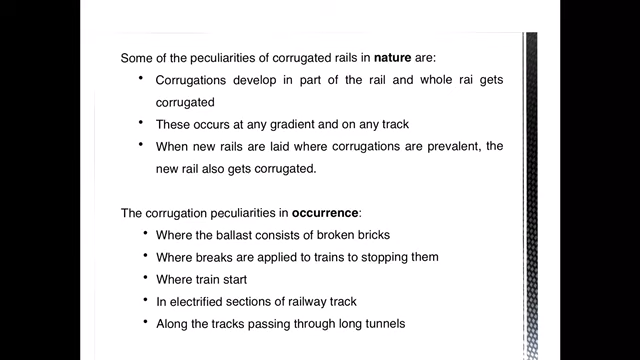 Some of the peculiarities of corrugated rails in nature are:
• Corrugations develop in part of the rail and whole rai gets
corrugated
• These occurs at any gradient and on any track
• When new rails are laid where corrugations are prevalent, the
new rail also gets corrugated.
The corrugation peculiarities in occurrence:
• Where the ballast consists of broken bricks
• Where breaks are applied to trains to stopping them
• Where train start
• In electrified sections of railway track
• Along the tracks passing through long tunnels